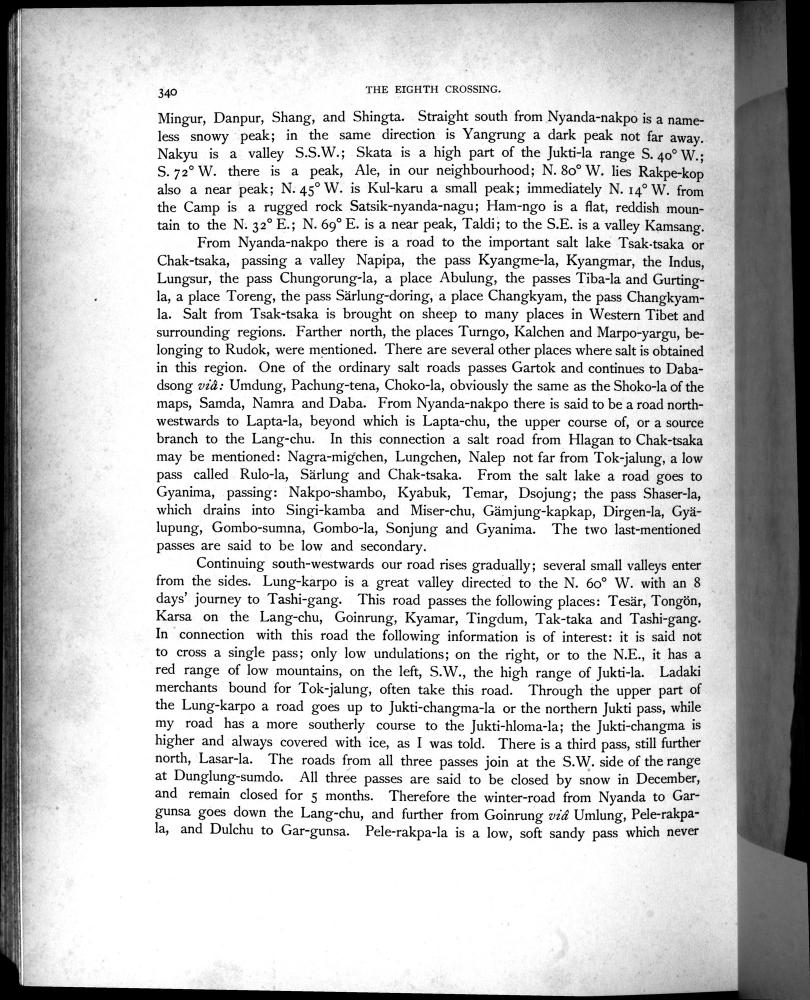 340
THE EIGHTH CROSSING.
Mingur, Danpur, Shang, and Shingta. Straight south from Nyanda-nakpo is a name-
less snowy peak; in the same direction is Yangrung a dark peak not far away.
Nakyu is a valley S.S.W.; Skata is a high part of the Jukti-la range S. 40° W.;
S. 72° W. there is a peak, Ale, in our neighbourhood; N. 80° W. lies Rakpe-kop
also a near peak; N. 45° W. is Kul-karu a small peak; immediately N. 14° W. from
the Camp is a rugged rock Satsik-nyanda-nagu; Ham-ngo is a flat, reddish moun-
tain to the N. 32° E.; N. 69° E. is a near peak, Taldi; to the S.E. is a valley Kamsang.
From Nyanda-nakpo there is a road to the important salt lake Tsak-tsaka or
Chak-tsaka, passing a valley Napipa, the pass Kyangme-la, Kyangmar, the Indus,
Lungsur, the pass Chungorung-la, a place Abulung, the passes Tiba-la and Gurting-
la, a place Toreng, the pass Särlung-doring, a place Changkyam, the pass Changkyam-
la. Salt from Tsak-tsaka is brought on sheep to many places in Western Tibet and
surrounding regions. Farther north, the places Turngo, Kalchen and Marpo-yargu, be-
longing to Rudok, were mentioned. There are several other places where salt is obtained
in this region. One of the ordinary salt roads passes Gartok and continues to Daba-
dsong viâ: Umdung, Pachung-tena, Choko-la, obviously the same as the Shoko-la of the
maps, Samda, Namra and Daba. From Nyanda-nakpo there is said to be a road north-
westwards to Lapta-la, beyond which is Lapta-chu, the upper course of, or a source
branch to the Lang-chu. In this connection a salt road from Hlagan to Chak-tsaka
may be mentioned: Nagra-migchen, Lungchen, Nalep not far from Tok-jalung, a low
pass called Rulo-la, Särlung and Chak-tsaka. From the salt lake a road goes to
Gyanima, passing: Nakpo-shambo, Kyabuk, Temar, Dsojung; the pass Shaser-la,
which drains into Singi-kamba and Miser-chu, Gämjung-kapkap, Dirgen-la, Gyä-
lupung, Gombo-sumna, Gombo-la, Sonjung and Gyanima. The two last-mentioned
passes are said to be low and secondary.
Continuing south-westwards our road rises gradually; several small valleys enter
from the sides. Lung-karpo is a great valley directed to the N. 60° W. with an 8
days' journey to Tashi-gang. This road passes the following places: Tesär, Tongön,
Karsa on the Lang-chu, Goinrung, Kyamar, Tingdum, Tak-taka and Tashi-gang.
In connection with this road the following information is of interest: it is said not
to cross a single pass; only low undulations; on the right, or to the N.E., it has a
red range of low mountains, on the left, S.W., the high range of Jukti-la. Ladaki
merchants bound for Tok-jalung, often take this road. Through the upper part of
the Lung-karpo a road goes up to Jukti-changma-la or the northern Jukti pass, while
my road has a more southerly course to the Jukti-hloma-la; the Jukti-changma is
higher and always covered with ice, as I was told. There is a third pass, still further
north, Lasar-la. The roads from all three passes join at the S.W. side of the range
at Dunglung-sumdo. All three passes are said to be closed by snow in December,
and remain closed for 5 months. Therefore the winter-road from Nyanda to Gar-
gunsa goes down the Lang-chu, and further from Goinrung viâ Umlung, Pele-rakpa-
la, and Dulchu to Gar-gunsa. Pele-rakpa-la is a low, soft sandy pass which never